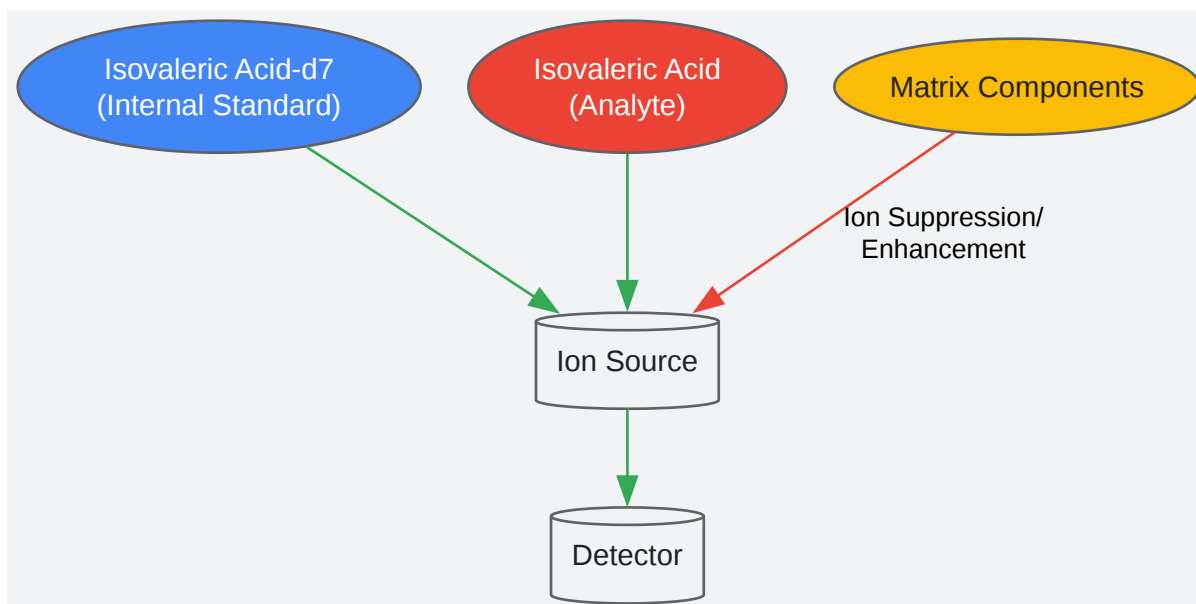 Isovaleric Acid-d7
(Internal Standard)
Isovaleric Acid
(Analyte)
Matrix Components
Ion Suppression/
Enhancement
Ion Source
Detector